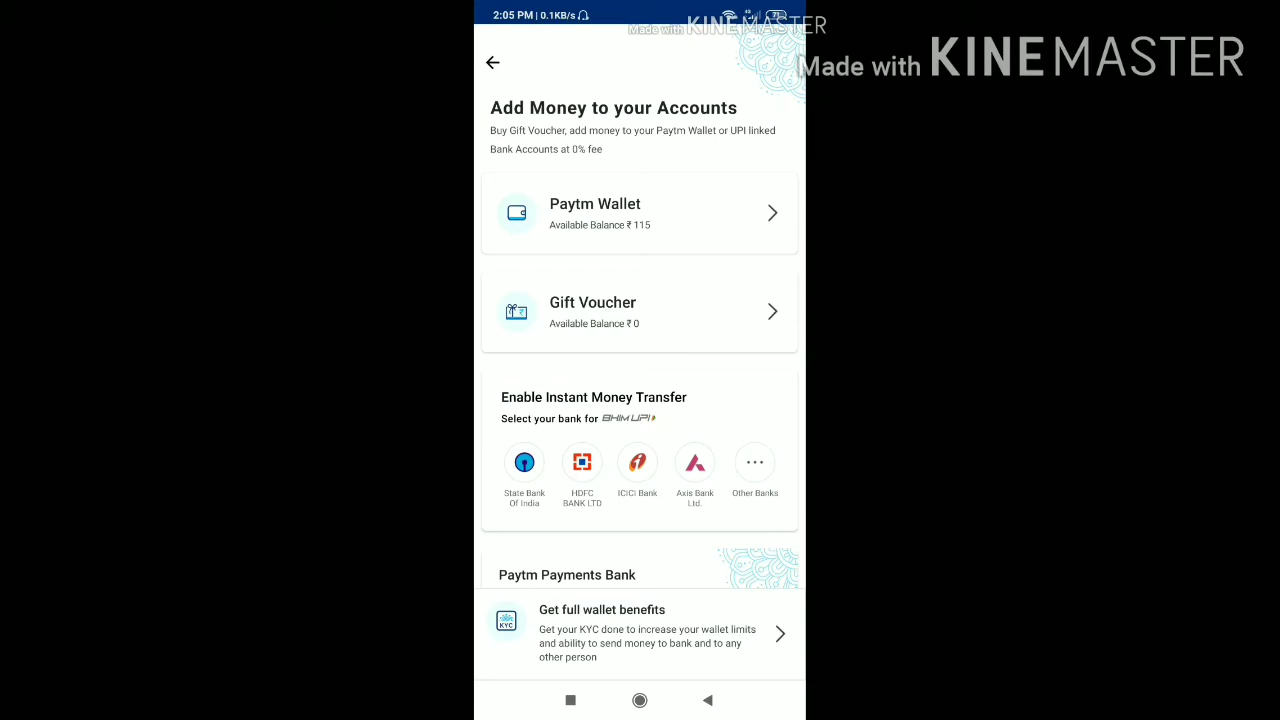 2:05 PM | 0.1KB/s
4G
71
Made with KINEMASTER
Made with KINEMASTER
Add Money to your Accounts
Buy Gift Voucher, add money to your Paytm Wallet or UPI linked
Bank Accounts at 0% fee
Paytm Wallet
Available Balance ₹ 115
Gift Voucher
Available Balance ₹ 0
Enable Instant Money Transfer
Select your bank for BHIM UPI
State Bank
Of India
HDFC
BANK LTD
ICICI Bank
Axis Bank
Ltd.
Other Banks
Paytm Payments Bank
KYC
Get full wallet benefits
Get your KYC done to increase your wallet limits
and ability to send money to bank and to any
other person